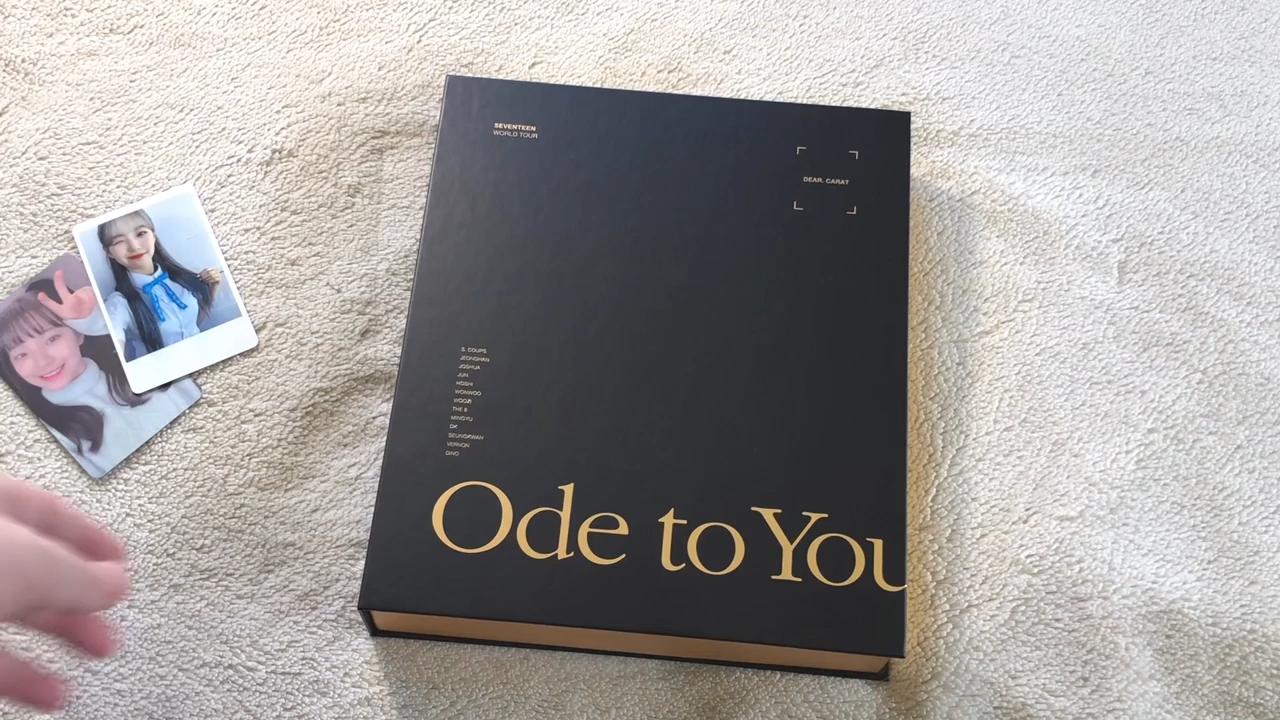 SEVENTEEN
WORLD TOUR
DEAR. CARAT
S. COUPS
JEONGHAN
JOSHUA
JUN
HOSHI
WONWOO
WOOZI
THE 8
MINGYU
DK
SEUNGKWAN
VERNON
DINO
Ode to You